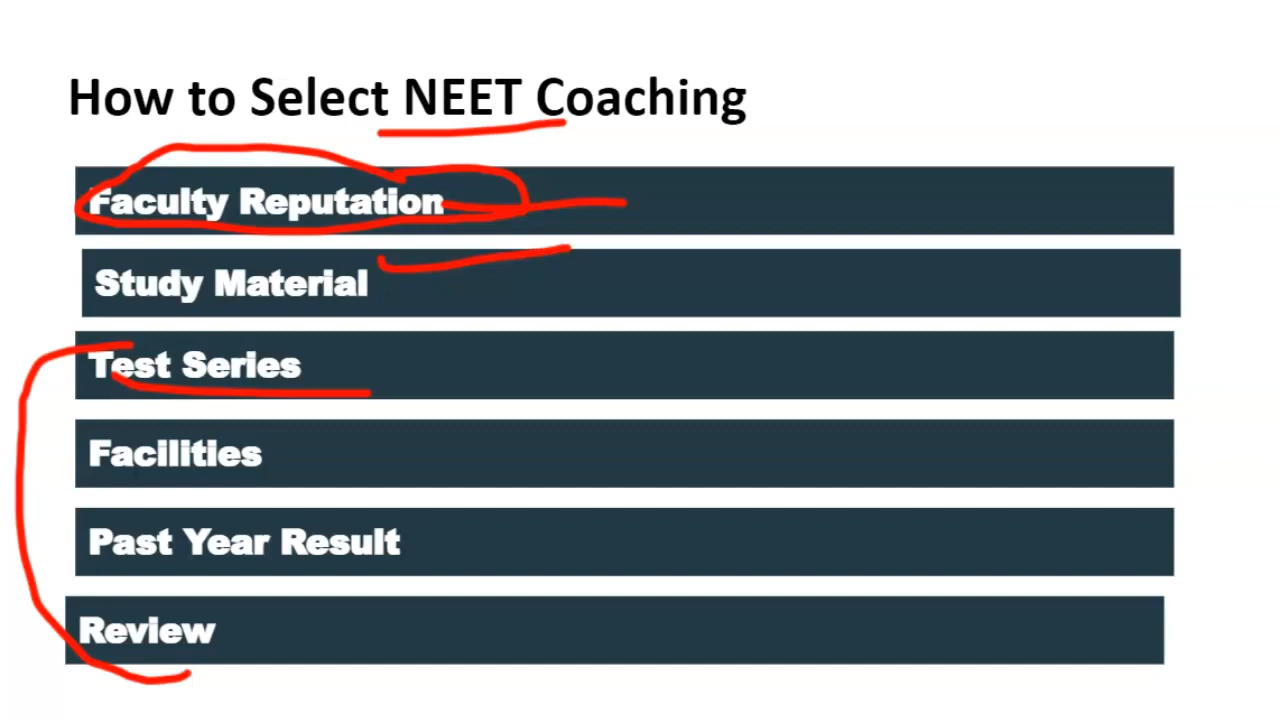 How to Select NEET Coaching
Faculty Reputation
Study Material
Test Series
Facilities
Past Year Result
Review